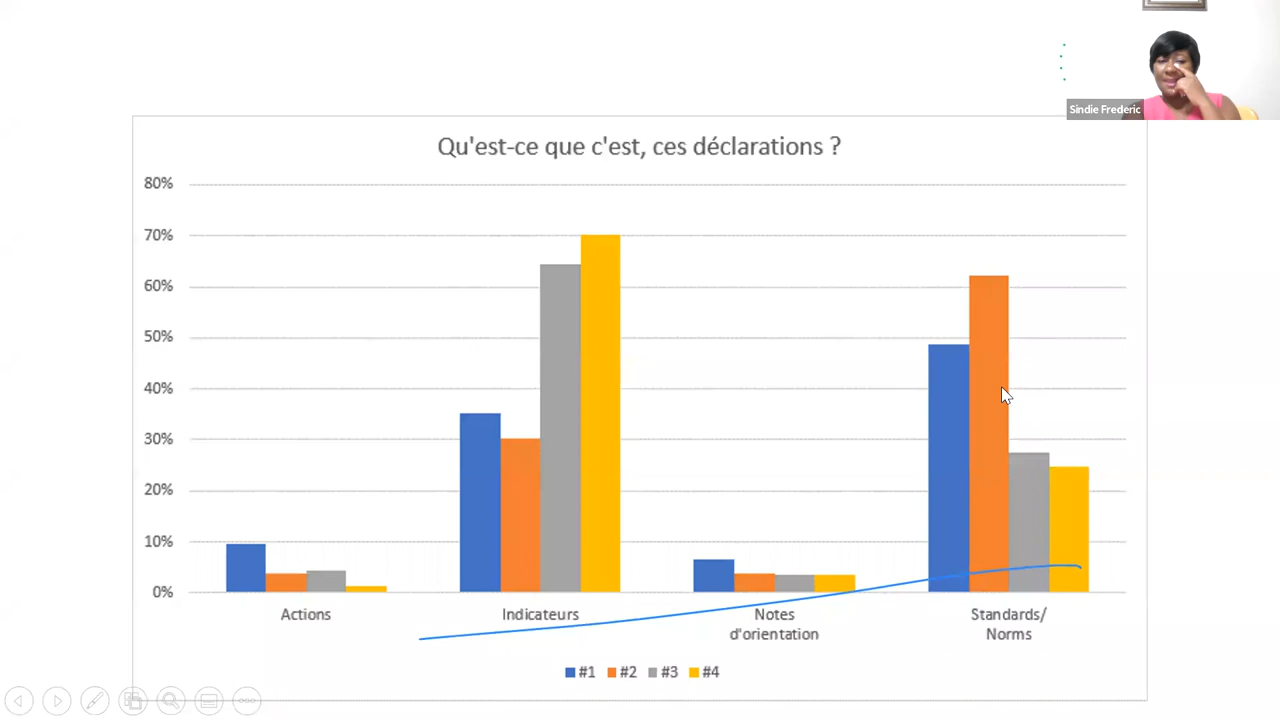 Sindie Frederic
Qu'est-ce que c'est, ces déclarations ?
80%
70%
60%
50%
40%
30%
20%
10%
0%
Actions
Indicateurs
Notes
d'orientation
Standards/
Norms
#1 #2 #3 #4